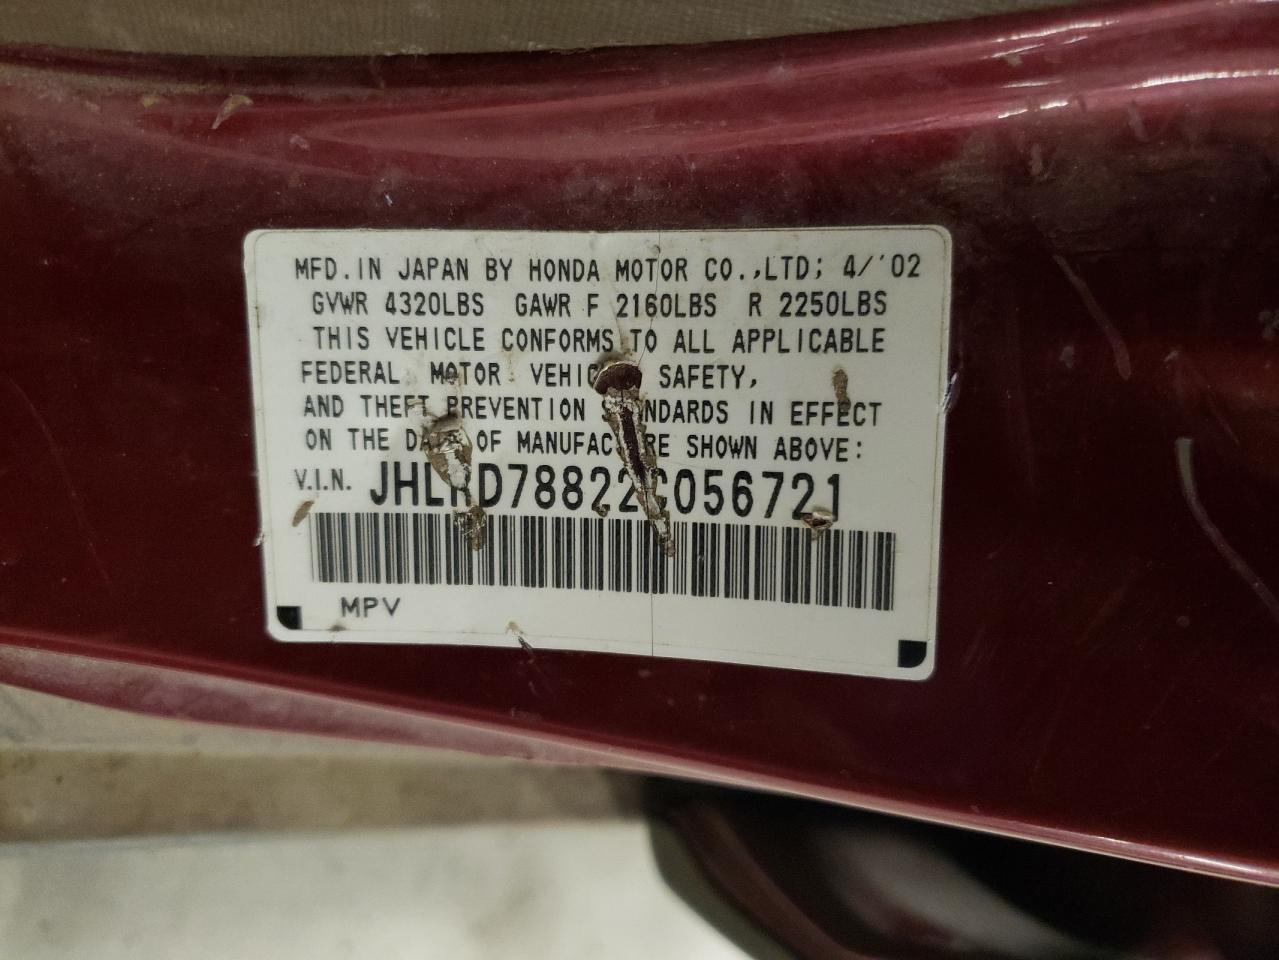 MFD. IN JAPAN BY HONDA MOTOR CO.,LTD; 4/'02
GVWR 4320LBS GAWR F 2160LBS R 2250LBS
THIS VEHICLE CONFORMS TO ALL APPLICABLE
FEDERAL MOTOR VEHICLE SAFETY,
AND THEFT PREVENTION STANDARDS IN EFFECT
ON THE DATE OF MANUFACTURE SHOWN ABOVE:
V.I.N. JHLRD78822C056721
MPV